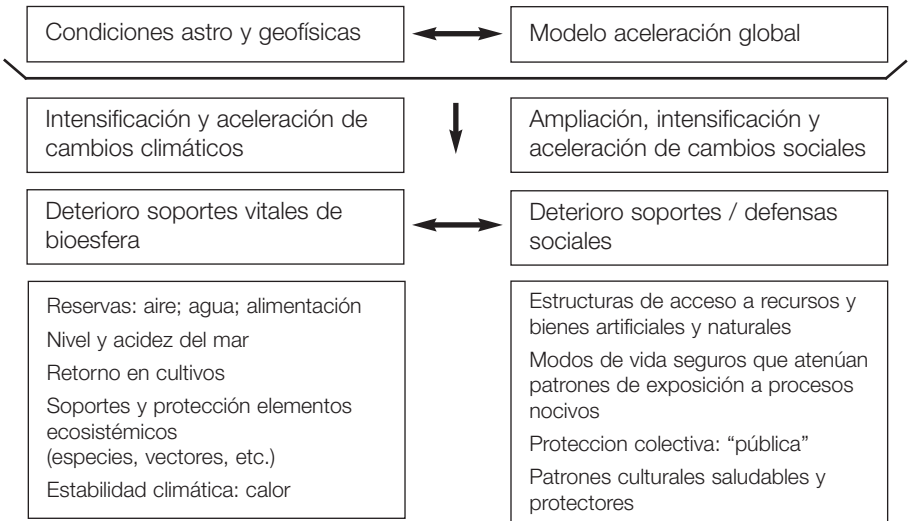 Condiciones astro y geofísicas
Modelo aceleración global
Intensificación y aceleración de
cambios climáticos
Ampliación, intensificación y
aceleración de cambios sociales
Deterioro soportes vitales de
bioesfera
Deterioro soportes / defensas
sociales
Reservas: aire; agua; alimentación
Nivel y acidez del mar
Retorno en cultivos
Soportes y protección elementos
ecosistémicos
(especies, vectores, etc.)
Estabilidad climática: calor
Estructuras de acceso a recursos y
bienes artificiales y naturales
Modos de vida seguros que atenúan
patrones de exposición a procesos
nocivos
Proteccion colectiva: “pública”
Patrones culturales saludables y
protectores